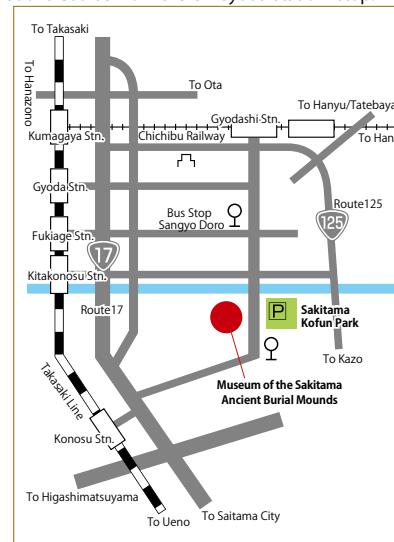 To Takasaki
To Hanazono
To Ota
To Hanyu/Tatebaya
Gyodashi Stn.
Kumagaya Stn.
Chichibu Railway
To Han
Gyoda Stn.
Route125
Bus Stop
Sangyo Doro
125
Fukiage Stn.
17
Kitakonosu Stn.
Route17
P
Sakitama
Kofun Park
To Kazo
Takasaki Line
Museum of the Sakitama
Ancient Burial Mounds
Konosu Stn.
To Higashimatsuyama
To Ueno
To Saitama City